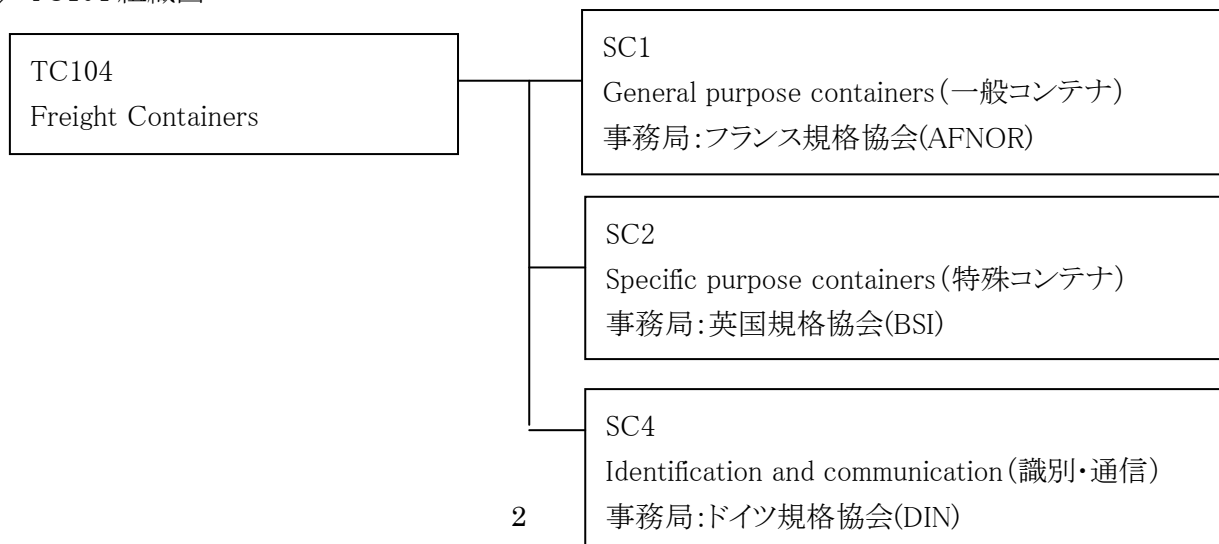 TC104
Freight Containers
SC1
General purpose containers(一般コンテナ)
事務局:フランス規格協会(AFNOR)
SC2
Specific purpose containers(特殊コンテナ)
事務局:英国規格協会(BSI)
SC4
Identification and communication(識別・通信)
事務局:ドイツ規格協会(DIN)
2